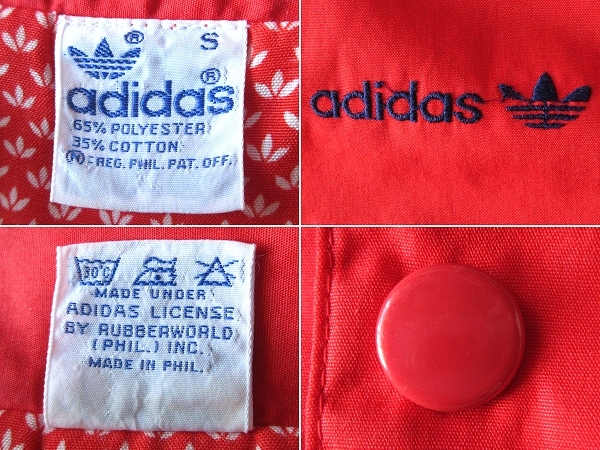 S
adidas®
65% POLYESTER
35% COTTON
® REG. PHIL. PAT. OFF.
adidas
30°C
MADE UNDER
ADIDAS LICENSE
BY RUBBERWORLD
(PHIL.) INC.
MADE IN PHIL.